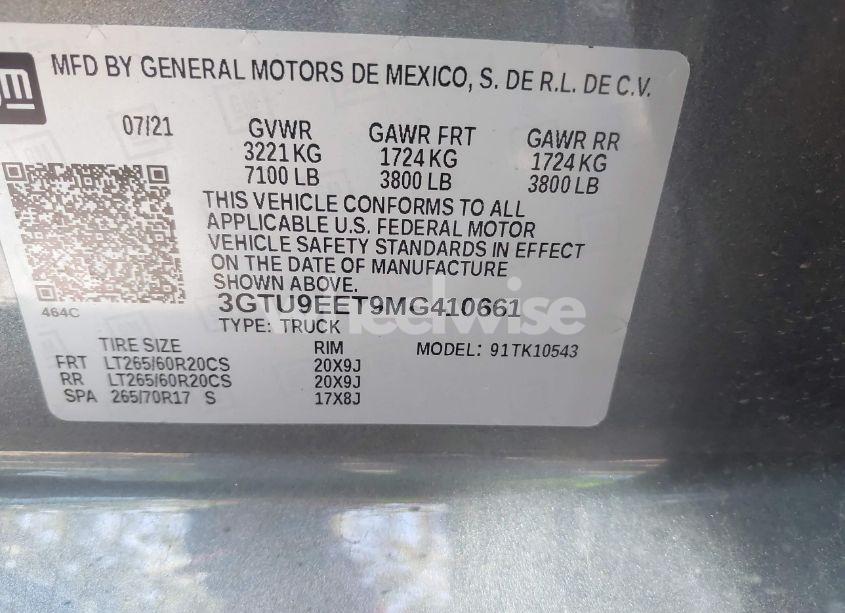 gm
MFD BY GENERAL MOTORS DE MEXICO, S. DE R.L. DE C.V.
07/21 GVWR GAWR FRT GAWR RR
3221 KG 1724 KG 1724 KG
7100 LB 3800 LB 3800 LB
THIS VEHICLE CONFORMS TO ALL
APPLICABLE U.S. FEDERAL MOTOR
VEHICLE SAFETY STANDARDS IN EFFECT
ON THE DATE OF MANUFACTURE
SHOWN ABOVE.
464C 3GTU9EET9MG410661
TYPE: TRUCK
wheelwise
TIRE SIZE RIM MODEL: 91TK10543
FRT LT265/60R20CS 20X9J
RR LT265/60R20CS 20X9J
SPA 265/70R17 S 17X8J